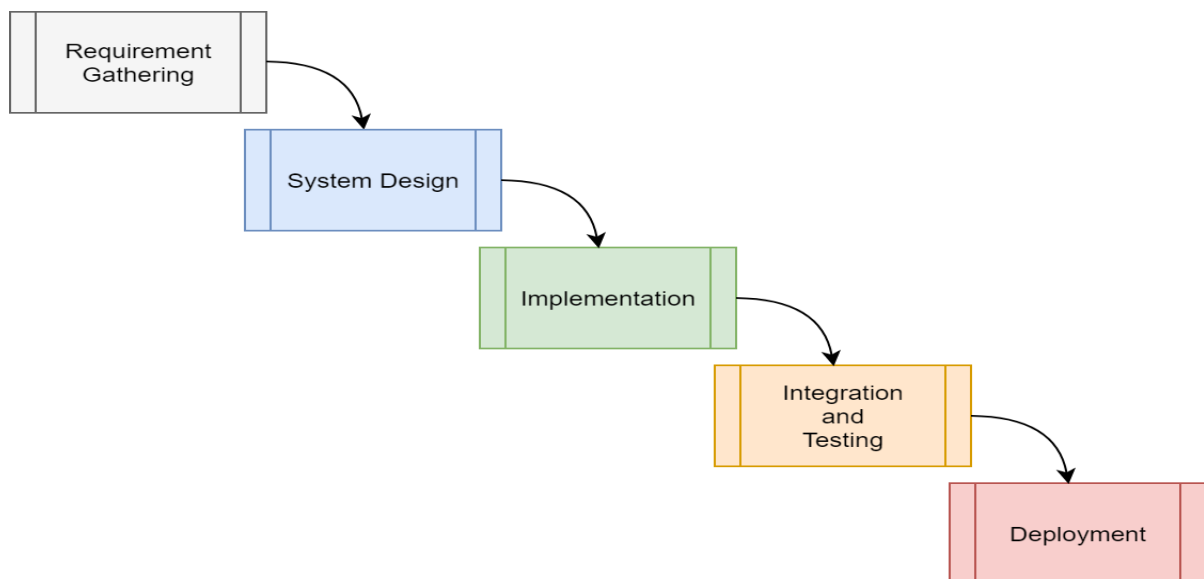 Requirement
Gathering
System Design
Implementation
Integration
and
Testing
Deployment